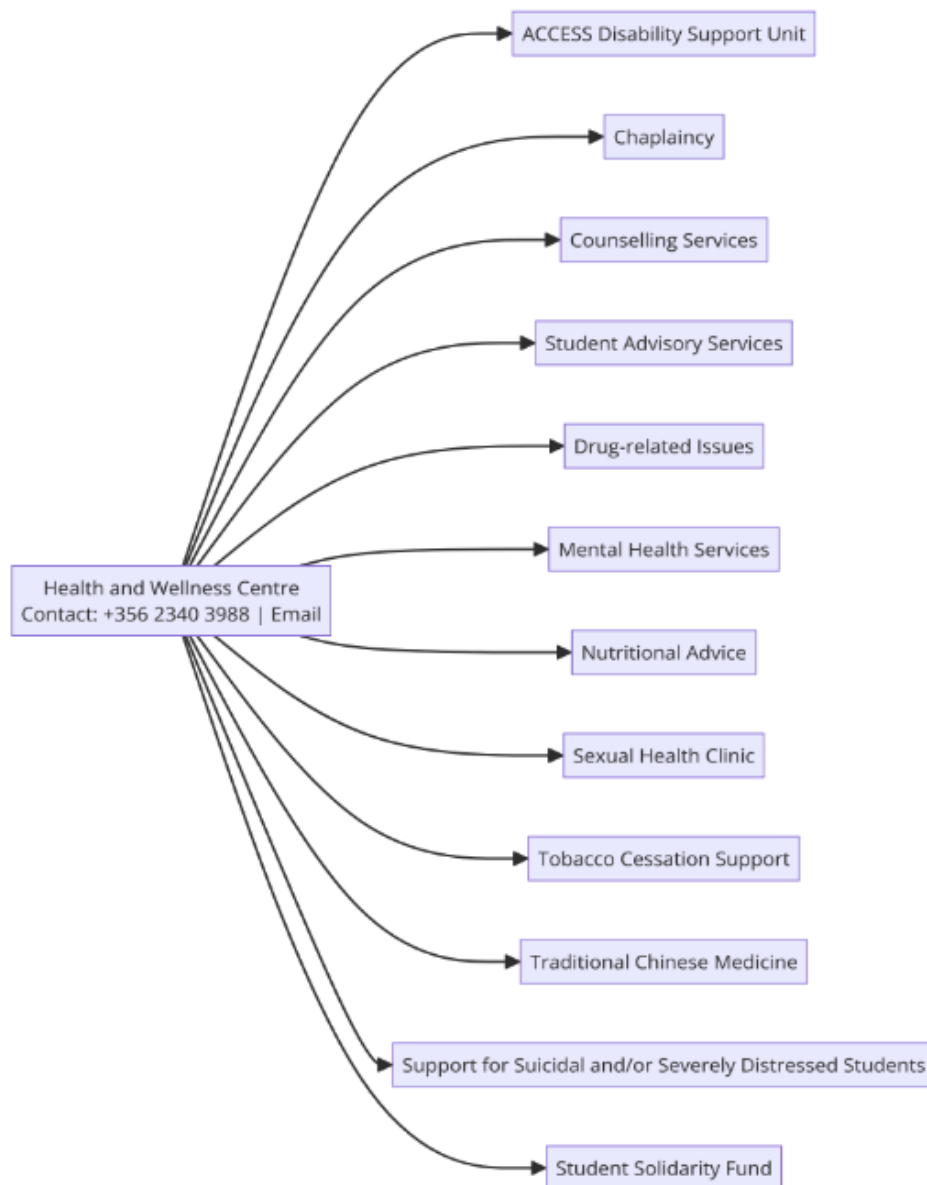 ACCESS Disability Support Unit
Chaplaincy
Counselling Services
Student Advisory Services
Drug-related Issues
Mental Health Services
Health and Wellness Centre
Contact: +356 2340 3988 | Email
Nutritional Advice
Sexual Health Clinic
Tobacco Cessation Support
Traditional Chinese Medicine
Support for Suicidal and/or Severely Distressed Students
Student Solidarity Fund